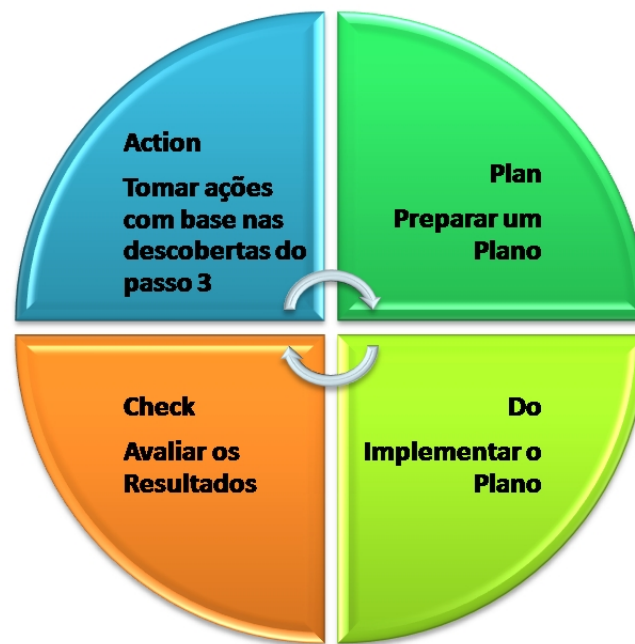 Action
Tomar ações
com base nas
descobertas do
passo 3
Plan
Preparar um
Plano
Check
Avaliar os
Resultados
Do
Implementar o
Plano